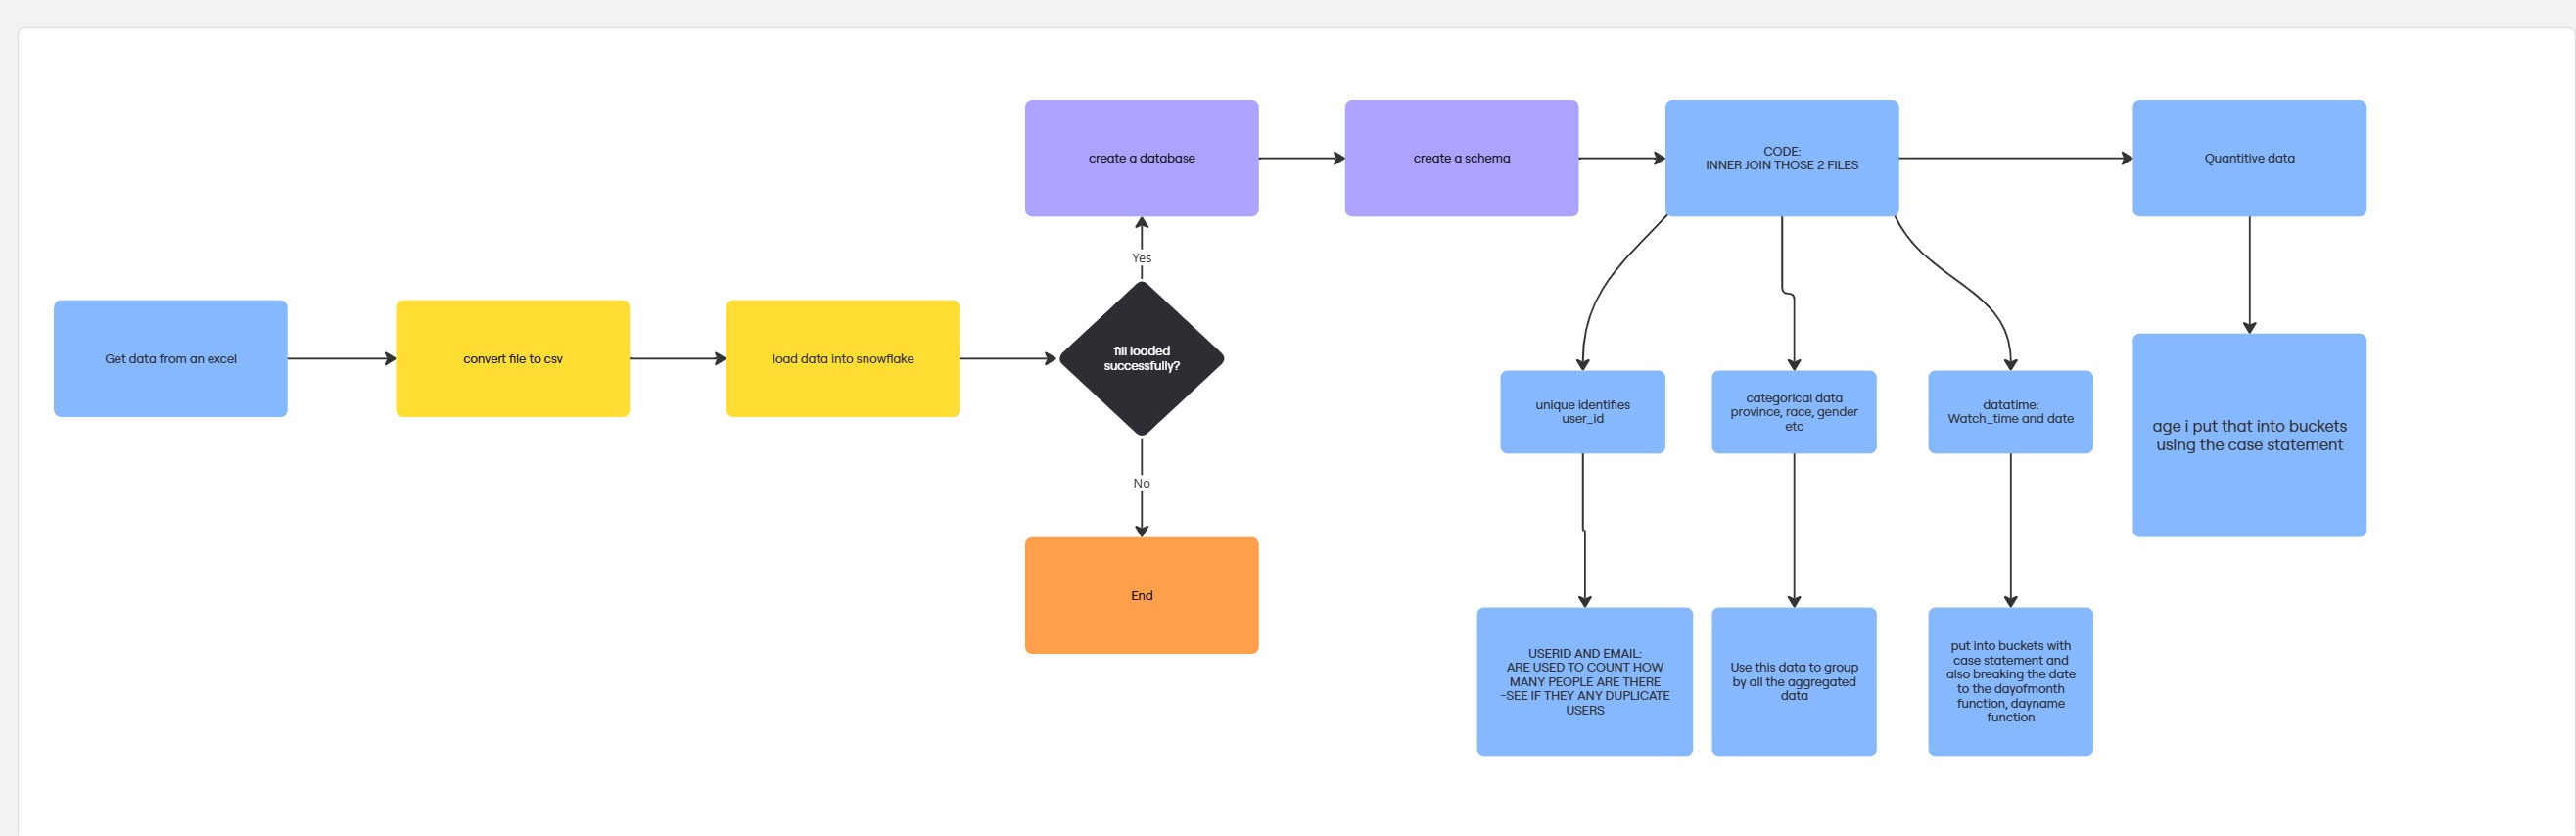 create a database
create a schema
CODE:
INNER JOIN THOSE 2 FILES
Quantitive data
Yes
Get data from an excel
convert file to csv
load data into snowflake
fill loaded
successfully?
No
End
unique identifies
user_id
categorical data
province, race, gender
etc
datatime:
Watch_time and date
age i put that into buckets
using the case statement
USERID AND EMAIL:
ARE USED TO COUNT HOW
MANY PEOPLE ARE THERE
-SEE IF THEY ANY DUPLICATE
USERS
Use this data to group
by all the aggregated
data
put into buckets with
case statement and
also breaking the date
to the dayofmonth
function, dayname
function